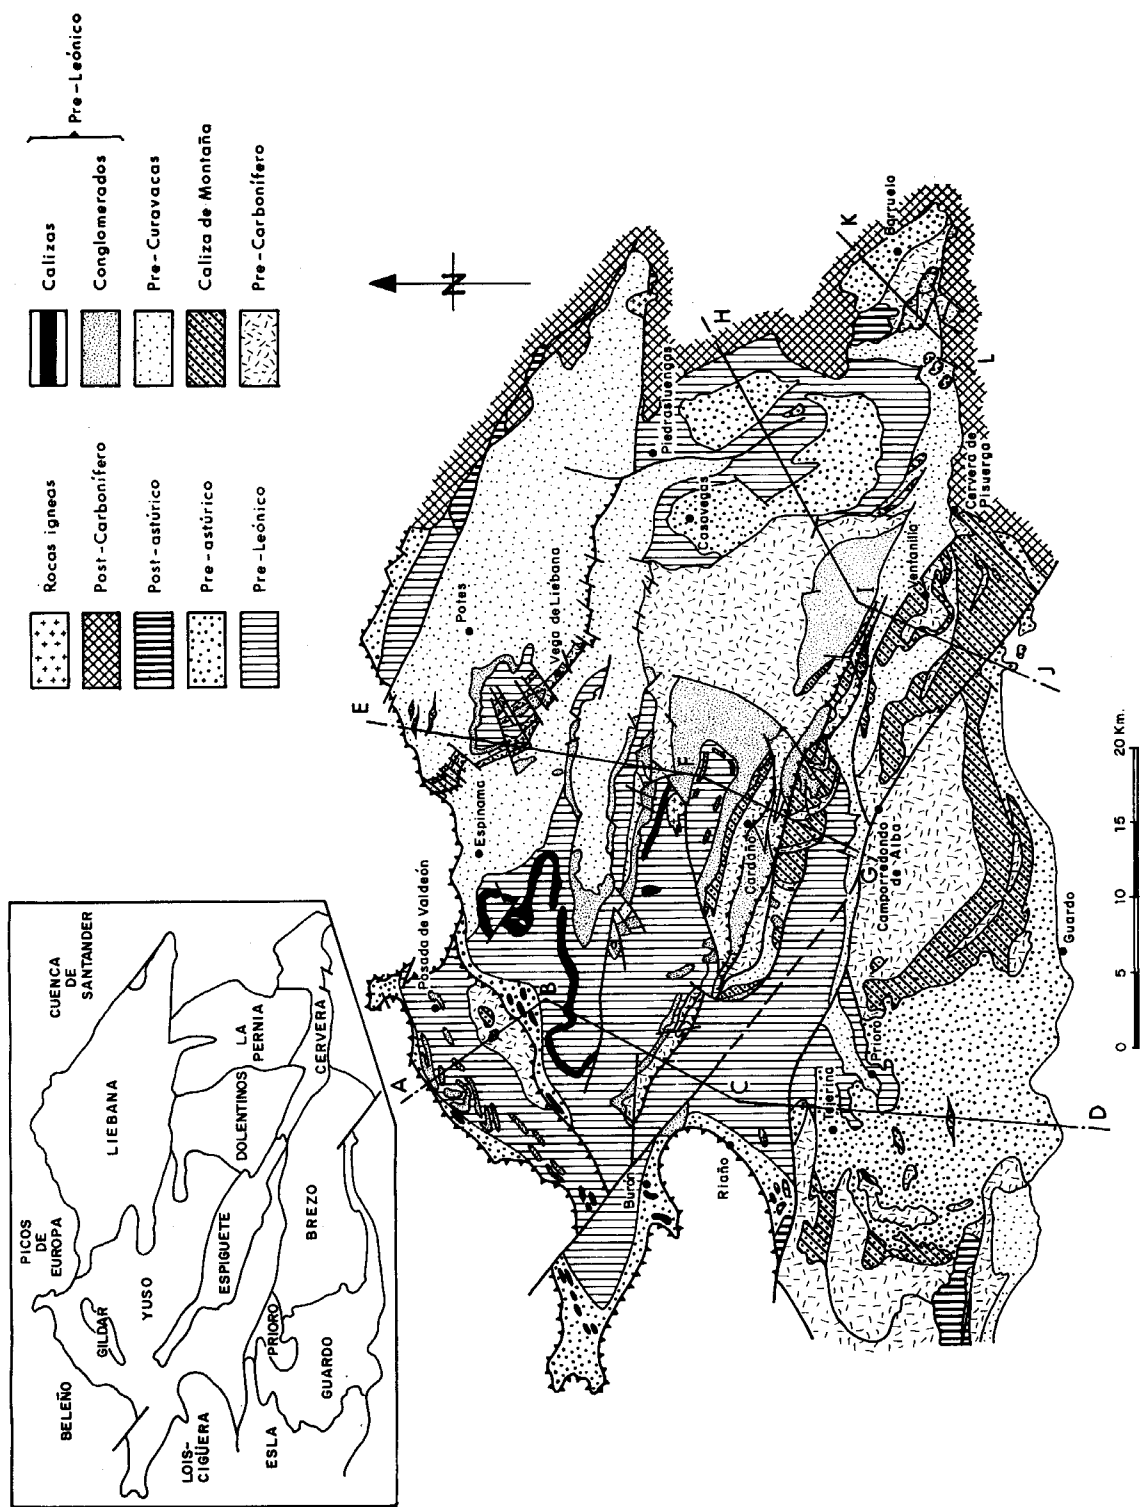 Rocas igneas
Post-Carbonífero
Post-astúrico
Pre-astúrico
Pre-Leónico
Calizas
Conglomerados
Pre-Curavacas
Caliza de Montaña
Pre-Carbonífero
Pre-Leónico
CUENCA
DE
SANTANDER
PICOS
DE
EUROPA
LIEBANA
BELEÑO
GILDAR
YUSO
DOLENTINOS
LA
PERNIA
CERVERA
ESPIGUETE
BREZO
PRIORO
GUARDO
ESLA
LOIS-
CIGÜERA
N
A
B
C
D
E
F
G
H
I
J
K
L
Posada de Valdeón
Espinama
Potes
Vega de Liebana
Piedrasluengas
Casavegas
Barruelo
Cervera de
Pisuerga
Ventanilla
Cardaño
Camporredondo
de Alba
Burón
Riaño
Tejerina
Prioro
Guardo
0 5 10 15 20 Km.